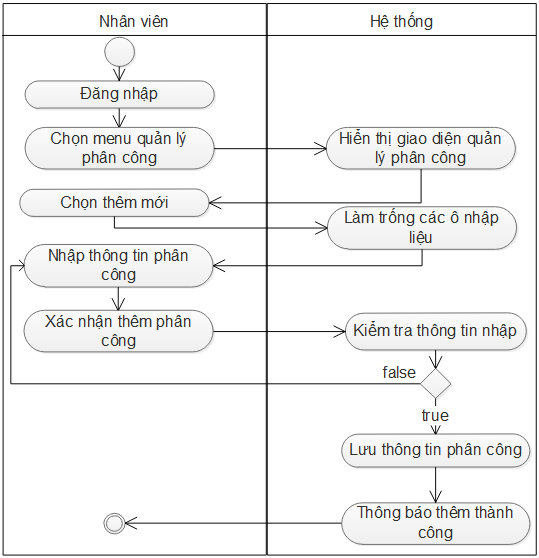 Nhân viên
Hệ thống
Đăng nhập
Chọn menu quản lý
phân công
Hiển thị giao diện quản
lý phân công
Chọn thêm mới
Làm trống các ô nhập
liệu
Nhập thông tin phân
công
Xác nhận thêm phân
công
Kiểm tra thông tin nhập
false
true
Lưu thông tin phân công
Thông báo thêm thành
công